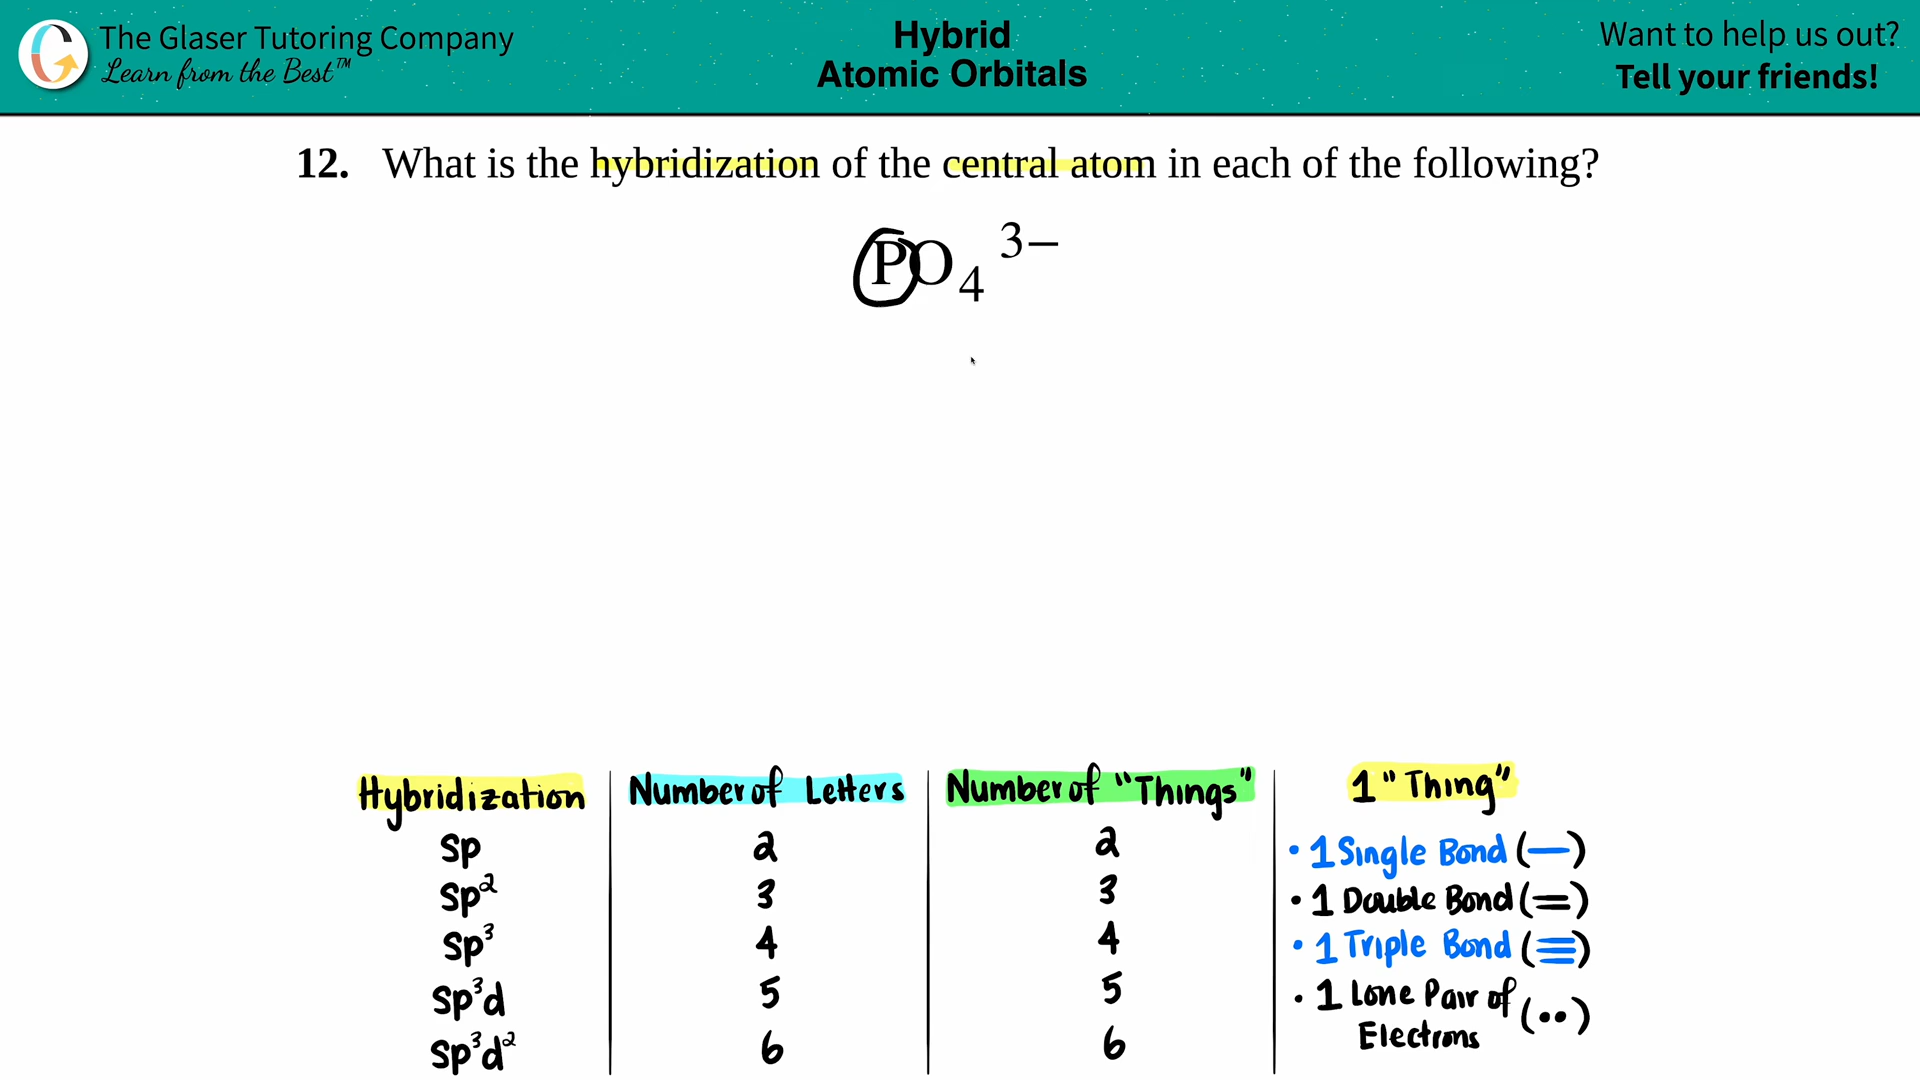 The Glaser Tutoring Company
Learn from the Best™
Hybrid
Atomic Orbitals
Want to help us out?
Tell your friends!
12. What is the hybridization of the central atom in each of the following?
PO₄³⁻
Hybridization | Number of Letters | Number of "Things" | 1 "Thing"
Sp | 2 | 2 | • 1 Single Bond (—)
Sp² | 3 | 3 | • 1 Double Bond (=)
Sp³ | 4 | 4 | • 1 Triple Bond (≡)
Sp³d | 5 | 5 | • 1 Lone Pair of Electrons (••)
Sp³d² | 6 | 6